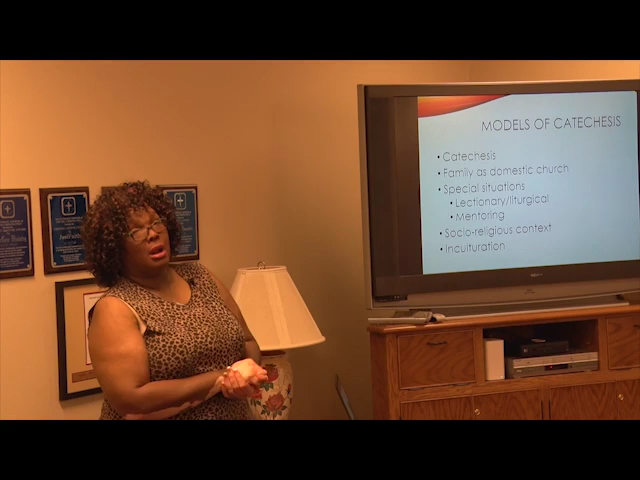 MODELS OF CATECHESIS
• Catechesis
• Family as domestic church
• Special situations
• Lectionary/liturgical
• Mentoring
• Socio-religious context
• Inculturation